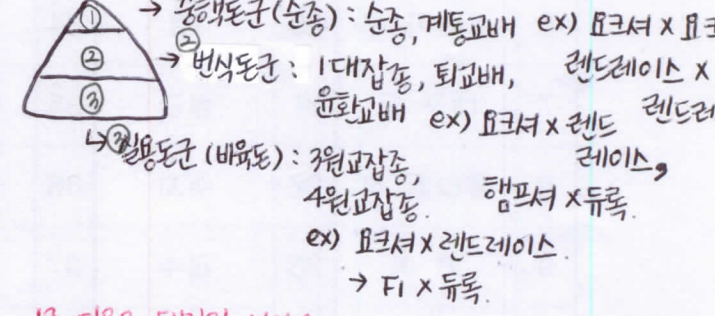 ①
→ 중핵돈군(순종) : 순종, 계통교배 ex) 요크셔 x 요크
②
② → 번식돈군 : 1대잡종, 퇴교배, 렌드레이스 x
윤환교배 ex) 요크셔 x 렌드 렌드레
③
↳ ③ 실용돈군 (비육돈) : 3원교잡종, 레이스,
4원교잡종. 햄프셔 x 듀록.
ex) 요크셔 x 렌드레이스.
→ F1 x 듀록.